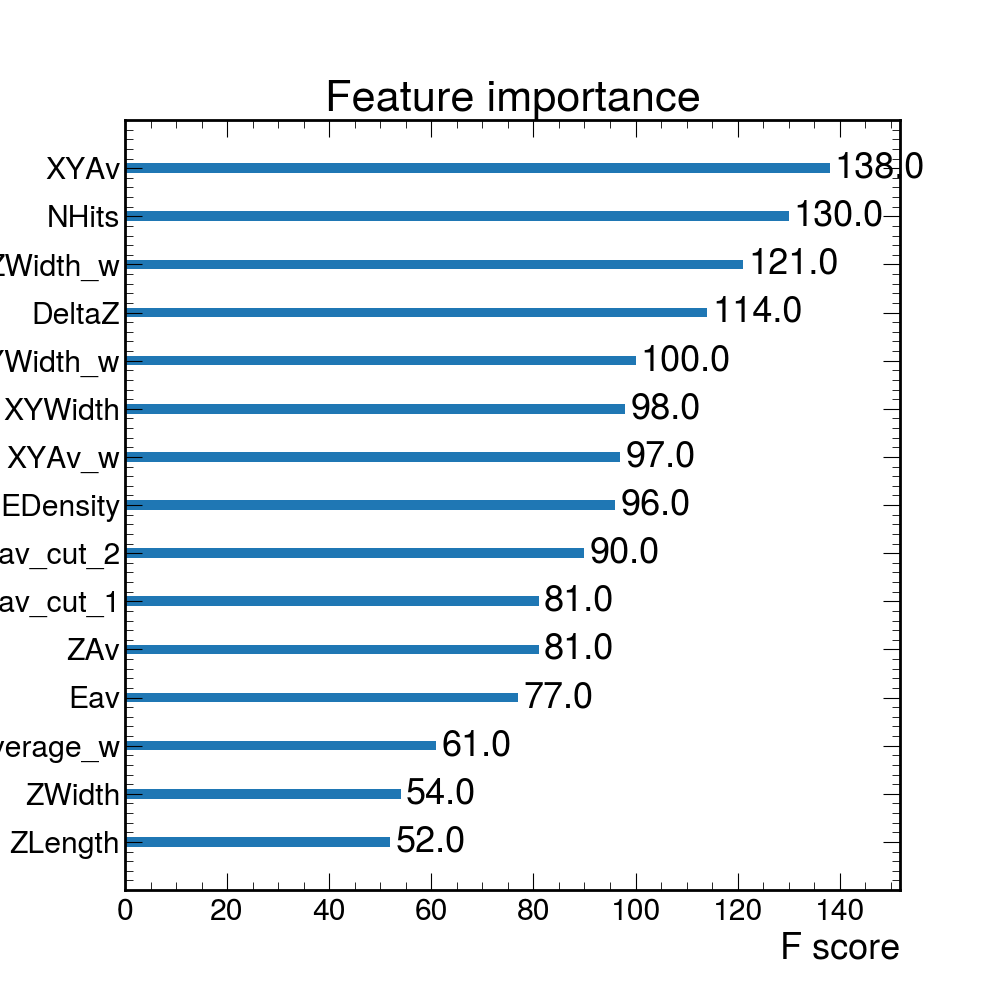 Feature importance
XYAv 138.0
NHits 130.0
ZWidth_w 121.0
DeltaZ 114.0
YWidth_w 100.0
XYWidth 98.0
XYAv_w 97.0
EDensity 96.0
av_cut_2 90.0
av_cut_1 81.0
ZAv 81.0
Eav 77.0
verage_w 61.0
ZWidth 54.0
ZLength 52.0
0 20 40 60 80 100 120 140
F score